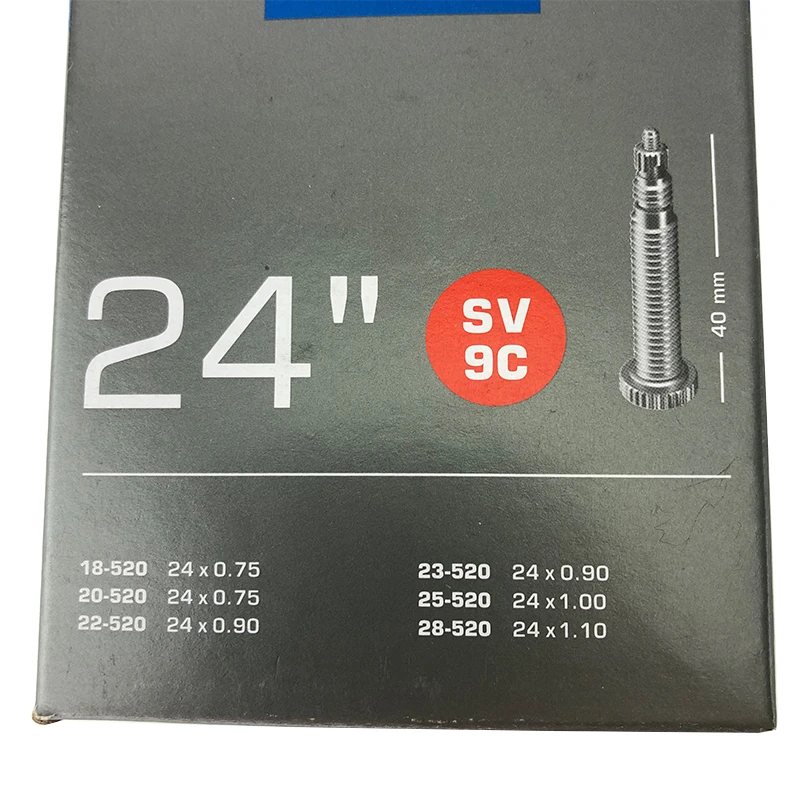 24"
SV
9C
40 mm
18-520 24 x 0.75
20-520 24 x 0.75
22-520 24 x 0.90
23-520 24 x 0.90
25-520 24 x 1.00
28-520 24 x 1.10